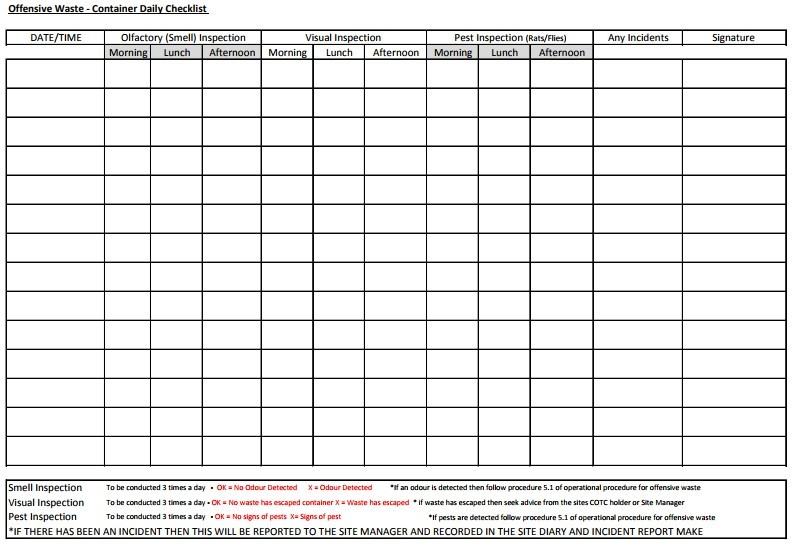 Offensive Waste - Container Daily Checklist
DATE/TIME Olfactory (Smell) Inspection Visual Inspection Pest Inspection (Rats/Flies) Any Incidents Signature
Morning Lunch Afternoon Morning Lunch Afternoon Morning Lunch Afternoon
Smell Inspection To be conducted 3 times a day • OK = No Odour Detected X = Odour Detected *If an odour is detected then follow procedure 5.1 of operational procedure for offensive waste
Visual Inspection To be conducted 3 times a day • OK = No waste has escaped container X = Waste has escaped * if waste has escaped then seek advice from the sites COTC holder or Site Manager
Pest Inspection To be conducted 3 times a day • OK = No signs of pests X= Signs of pest *If pests are detected follow procedure 5.1 of operational procedure for offensive waste
*IF THERE HAS BEEN AN INCIDENT THEN THIS WILL BE REPORTED TO THE SITE MANAGER AND RECORDED IN THE SITE DIARY AND INCIDENT REPORT MAKE